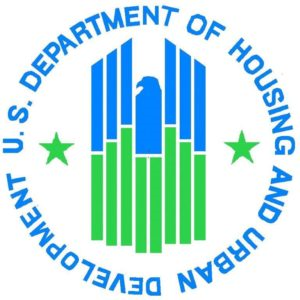 U.S. DEPARTMENT OF HOUSING AND URBAN DEVELOPMENT